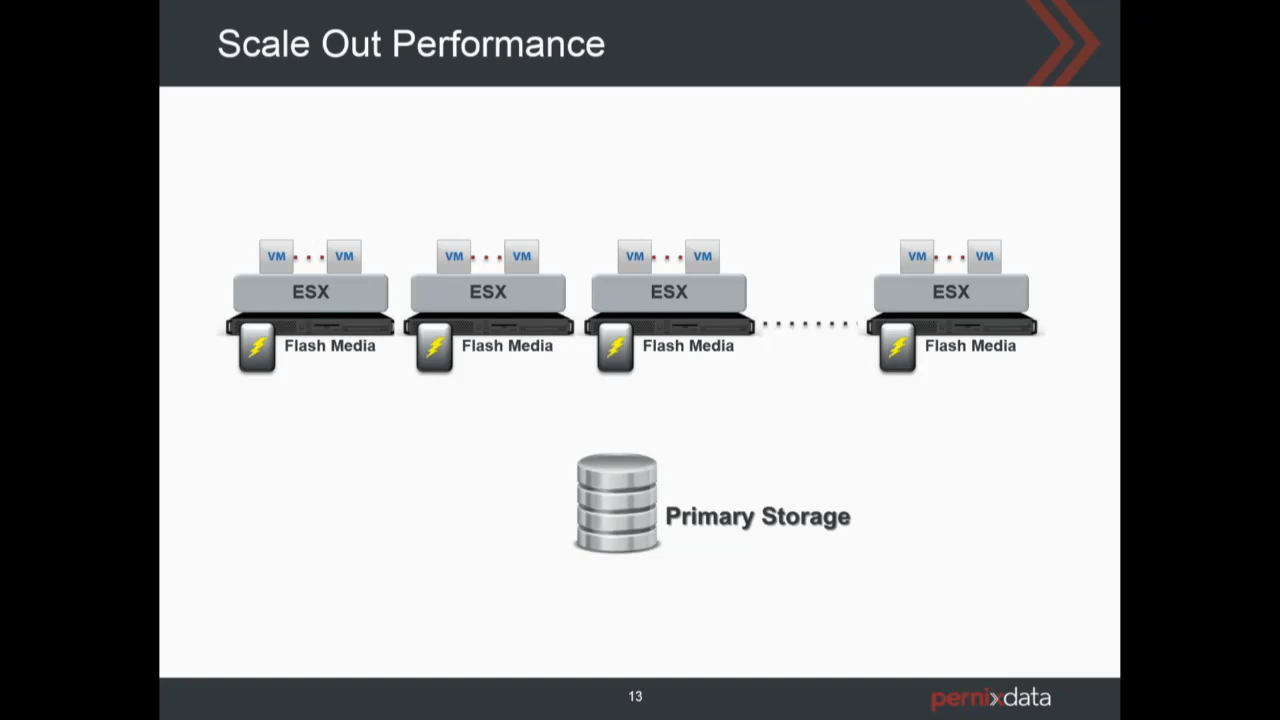 Scale Out Performance
VM VM VM VM VM VM VM VM
ESX ESX ESX ESX
Flash Media Flash Media Flash Media Flash Media
Primary Storage
13
pernixdata